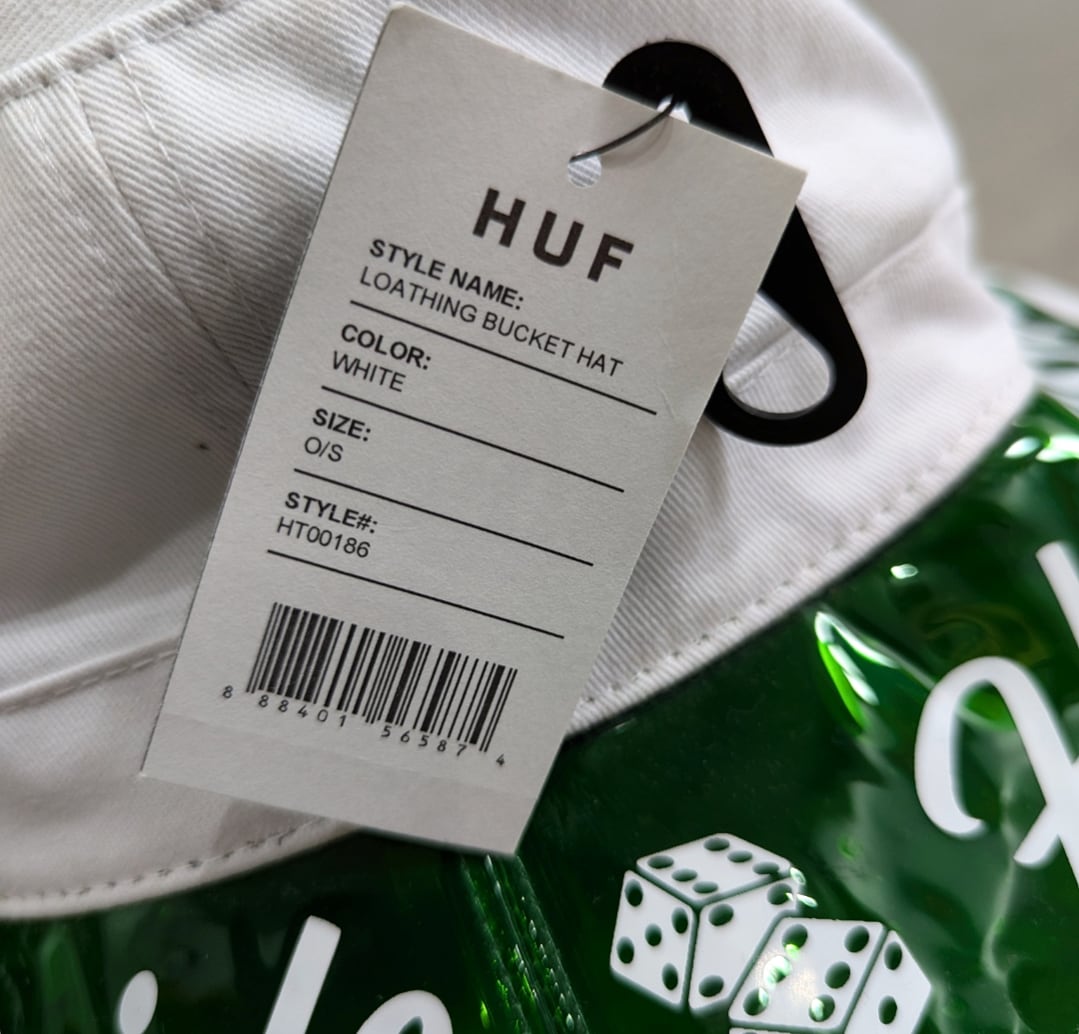 HUF
STYLE NAME:
LOATHING BUCKET HAT
COLOR:
WHITE
SIZE:
O/S
STYLE#:
HT00186
8 88401 56587 4